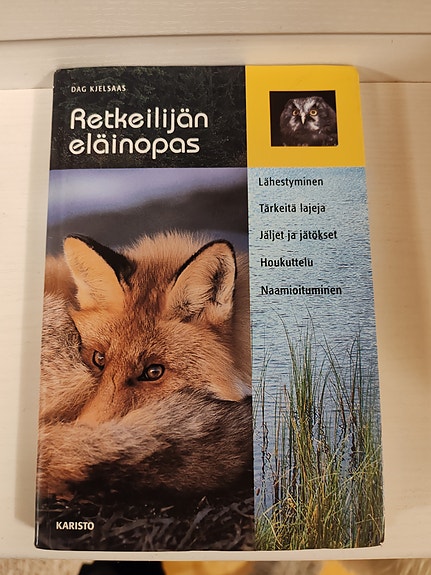 DAG KJELSAAS
Retkeilijän
eläinopas
Lähestyminen
Tärkeitä lajeja
Jäljet ja jätökset
Houkuttelu
Naamioituminen
KARISTO